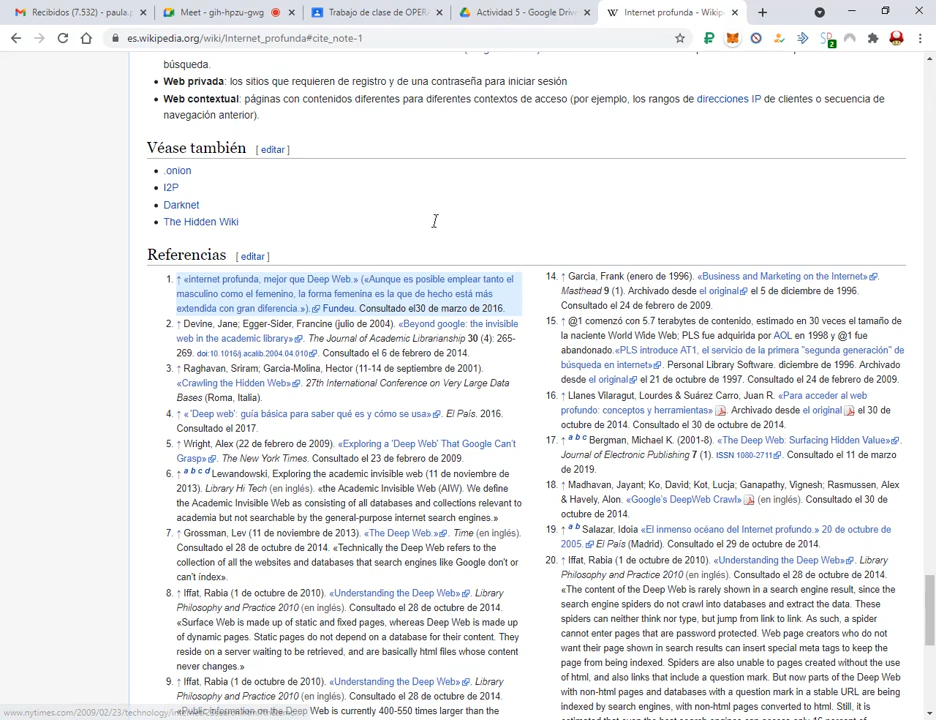 Recibidos (7.532) - paula.p
Meet - gih-hpzu-gwg
Trabajo de clase de OPERA
Actividad 5 - Google Drive
Internet profunda - Wikip
es.wikipedia.org/wiki/Internet_profunda#cite_note-1
búsqueda.
Web privada: los sitios que requieren de registro y de una contraseña para iniciar sesión
Web contextual: páginas con contenidos diferentes para diferentes contextos de acceso (por ejemplo, los rangos de direcciones IP de clientes o secuencia de
navegación anterior).
Véase también [ editar ]
.onion
I2P
Darknet
The Hidden Wiki
Referencias [ editar ]
1. ↑ «internet profunda, mejor que Deep Web.» («Aunque es posible emplear tanto el
masculino como el femenino, la forma femenina es la que de hecho está más
extendida con gran diferencia.»). Fundeu. Consultado el30 de marzo de 2016.
2. ↑ Devine, Jane; Egger-Sider, Francine (julio de 2004). «Beyond google: the invisible
web in the academic library». The Journal of Academic Librarianship 30 (4): 265-
269. doi:10.1016/j.acalib.2004.04.010. Consultado el 6 de febrero de 2014.
3. ↑ Raghavan, Sriram; Garcia-Molina, Hector (11-14 de septiembre de 2001).
«Crawling the Hidden Web». 27th International Conference on Very Large Data
Bases (Roma, Italia).
4. ↑ «'Deep web': guía básica para saber qué es y cómo se usa». El País. 2016.
Consultado el 2017.
5. ↑ Wright, Alex (22 de febrero de 2009). «Exploring a 'Deep Web' That Google Can't
Grasp». The New York Times. Consultado el 23 de febrero de 2009.
6. ↑ a b c d Lewandowski, Exploring the academic invisible web (11 de noviembre de
2013). Library Hi Tech (en inglés). «the Academic Invisible Web (AIW). We define
the Academic Invisible Web as consisting of all databases and collections relevant to
academia but not searchable by the general-purpose internet search engines.»
7. ↑ Grossman, Lev (11 de noviembre de 2013). «The Deep Web». Time (en inglés).
Consultado el 28 de octubre de 2014. «Technically the Deep Web refers to the
collection of all the websites and databases that search engines like Google don't or
can't index».
8. ↑ Iffat, Rabia (1 de octubre de 2010). «Understanding the Deep Web». Library
Philosophy and Practice 2010 (en inglés). Consultado el 28 de octubre de 2014.
«Surface Web is made up of static and fixed pages, whereas Deep Web is made up
of dynamic pages. Static pages do not depend on a database for their content. They
reside on a server waiting to be retrieved, and are basically html files whose content
never changes.»
9. ↑ Iffat, Rabia (1 de octubre de 2010). «Understanding the Deep Web». Library
Philosophy and Practice 2010 (en inglés). Consultado el 28 de octubre de 2014.
«Public information on the Deep Web is currently 400-550 times larger than the
14. ↑ Garcia, Frank (enero de 1996). «Business and Marketing on the Internet».
Masthead 9 (1). Archivado desde el original el 5 de diciembre de 1996.
Consultado el 24 de febrero de 2009.
15. ↑ @1 comenzó con 5.7 terabytes de contenido, estimado en 30 veces el tamaño de
la naciente World Wide Web; PLS fue adquirida por AOL en 1998 y @1 fue
abandonado.«PLS introduce AT1, el servicio de la primera "segunda generación" de
búsqueda en internet». Personal Library Software. diciembre de 1996. Archivado
desde el original el 21 de octubre de 1997. Consultado el 24 de febrero de 2009.
16. ↑ Llanes Vilaragut, Lourdes & Suárez Carro, Juan R. «Para acceder al web
profundo: conceptos y herramientas». Archivado desde el original el 30 de
octubre de 2014. Consultado el 30 de octubre de 2014.
17. ↑ a b c Bergman, Michael K. (2001-8). «The Deep Web: Surfacing Hidden Value».
Journal of Electronic Publishing 7 (1). ISSN 1080-2711. Consultado el 11 de marzo
de 2019.
18. ↑ Madhavan, Jayant; Ko, David; Kot, Lucja; Ganapathy, Vignesh; Rasmussen, Alex
& Havely, Alon. «Google's DeepWeb Crawl» (en inglés). Consultado el 30 de
octubre de 2014.
19. ↑ a b Salazar, Idoia «El inmenso océano del Internet profundo.» 20 de octubre de
2005. El País (Madrid). Consultado el 29 de octubre de 2014.
20. ↑ Iffat, Rabia (1 de octubre de 2010). «Understanding the Deep Web». Library
Philosophy and Practice 2010 (en inglés). Consultado el 28 de octubre de 2014.
«The content of the Deep Web is rarely shown in a search engine result, since the
search engine spiders do not crawl into databases and extract the data. These
spiders can neither think nor type, but jump from link to link. As such, a spider
cannot enter pages that are password protected. Web page creators who do not
want their page shown in search results can insert special meta tags to keep the
page from being indexed. Spiders are also unable to pages created without the use
of html, and also links that include a question mark. But now parts of the Deep Web
with non-html pages and databases with a question mark in a stable URL are being
indexed by search engines, with non-html pages converted to html. Still, it is